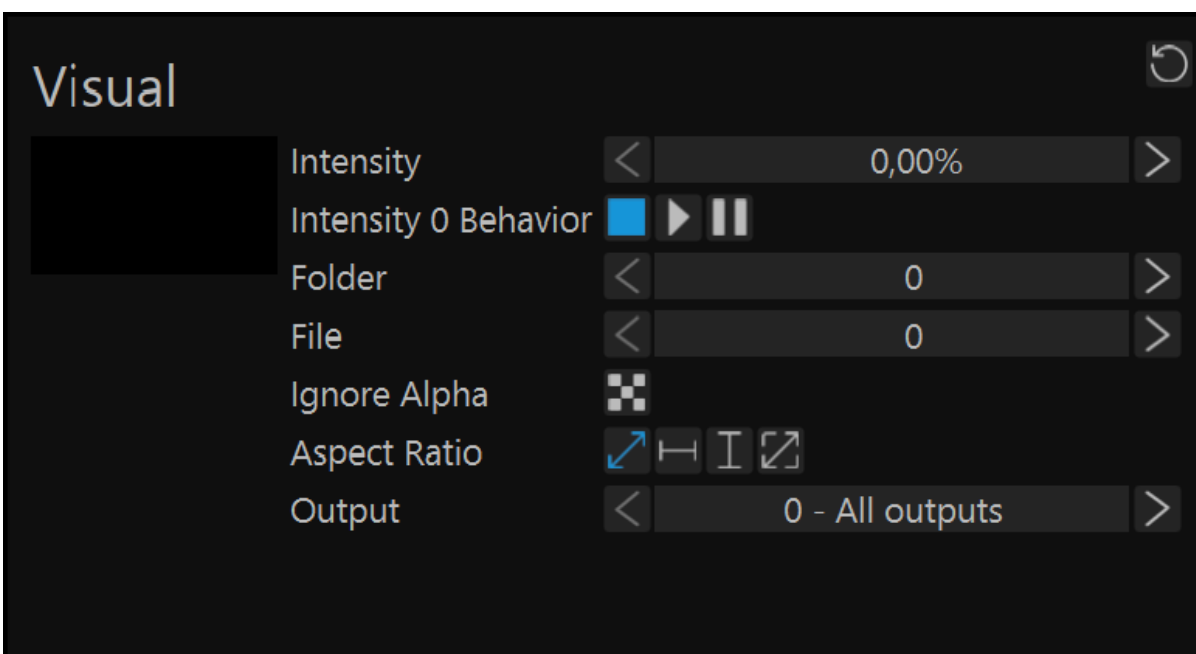 Visual
Intensity 0,00%
Intensity 0 Behavior
Folder 0
File 0
Ignore Alpha
Aspect Ratio
Output 0 - All outputs